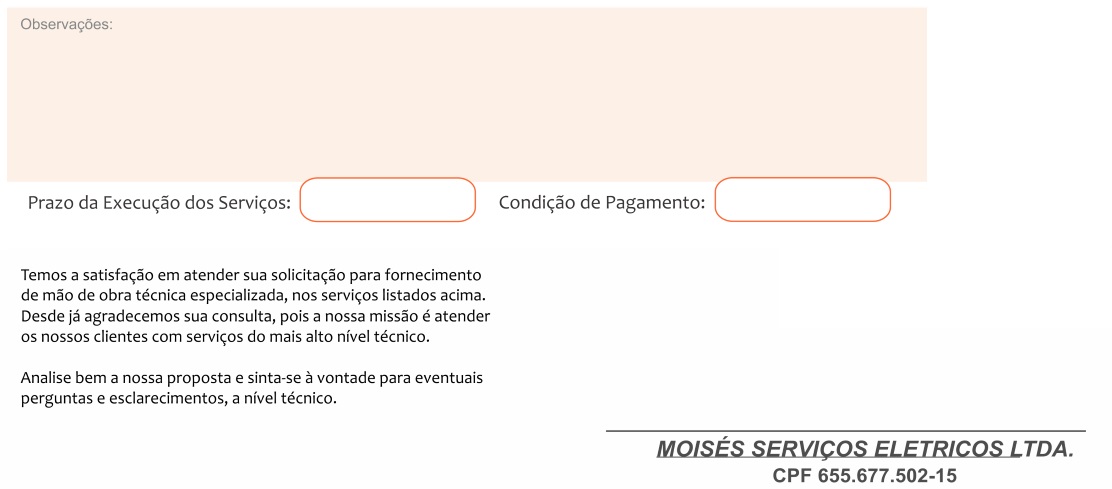 Observações:
Prazo da Execução dos Serviços: Condição de Pagamento:
Temos a satisfação em atender sua solicitação para fornecimento
de mão de obra técnica especializada, nos serviços listados acima.
Desde já agradecemos sua consulta, pois a nossa missão é atender
os nossos clientes com serviços do mais alto nível técnico.
Analise bem a nossa proposta e sinta-se à vontade para eventuais
perguntas e esclarecimentos, a nível técnico.
MOISÉS SERVIÇOS ELETRICOS LTDA.
CPF 655.677.502-15